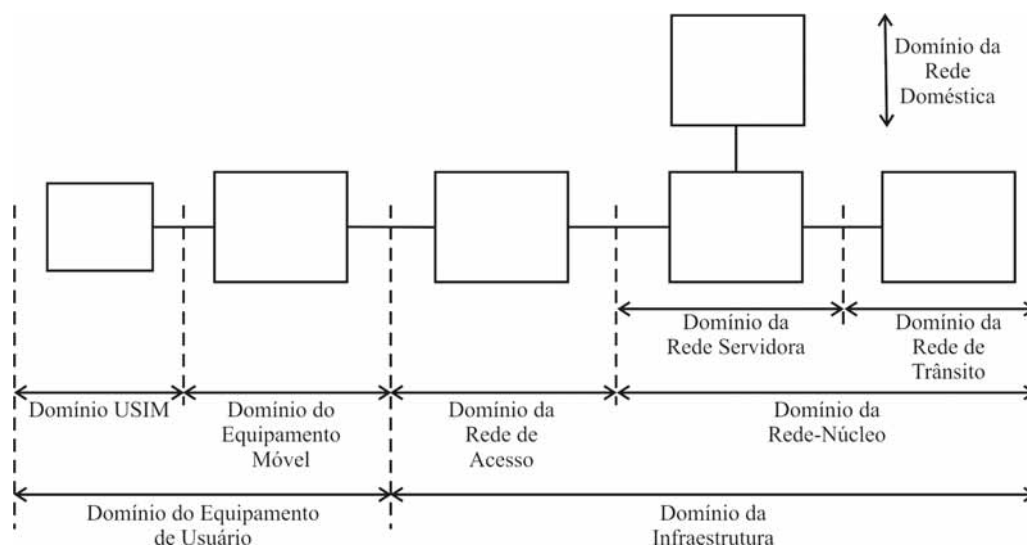 Domínio da
Rede
Doméstica
Domínio da
Rede Servidora
Domínio da
Rede de
Trânsito
Domínio USIM
Domínio do
Equipamento
Móvel
Domínio da
Rede de
Acesso
Domínio da
Rede-Núcleo
Domínio do Equipamento
de Usuário
Domínio da
Infraestrutura